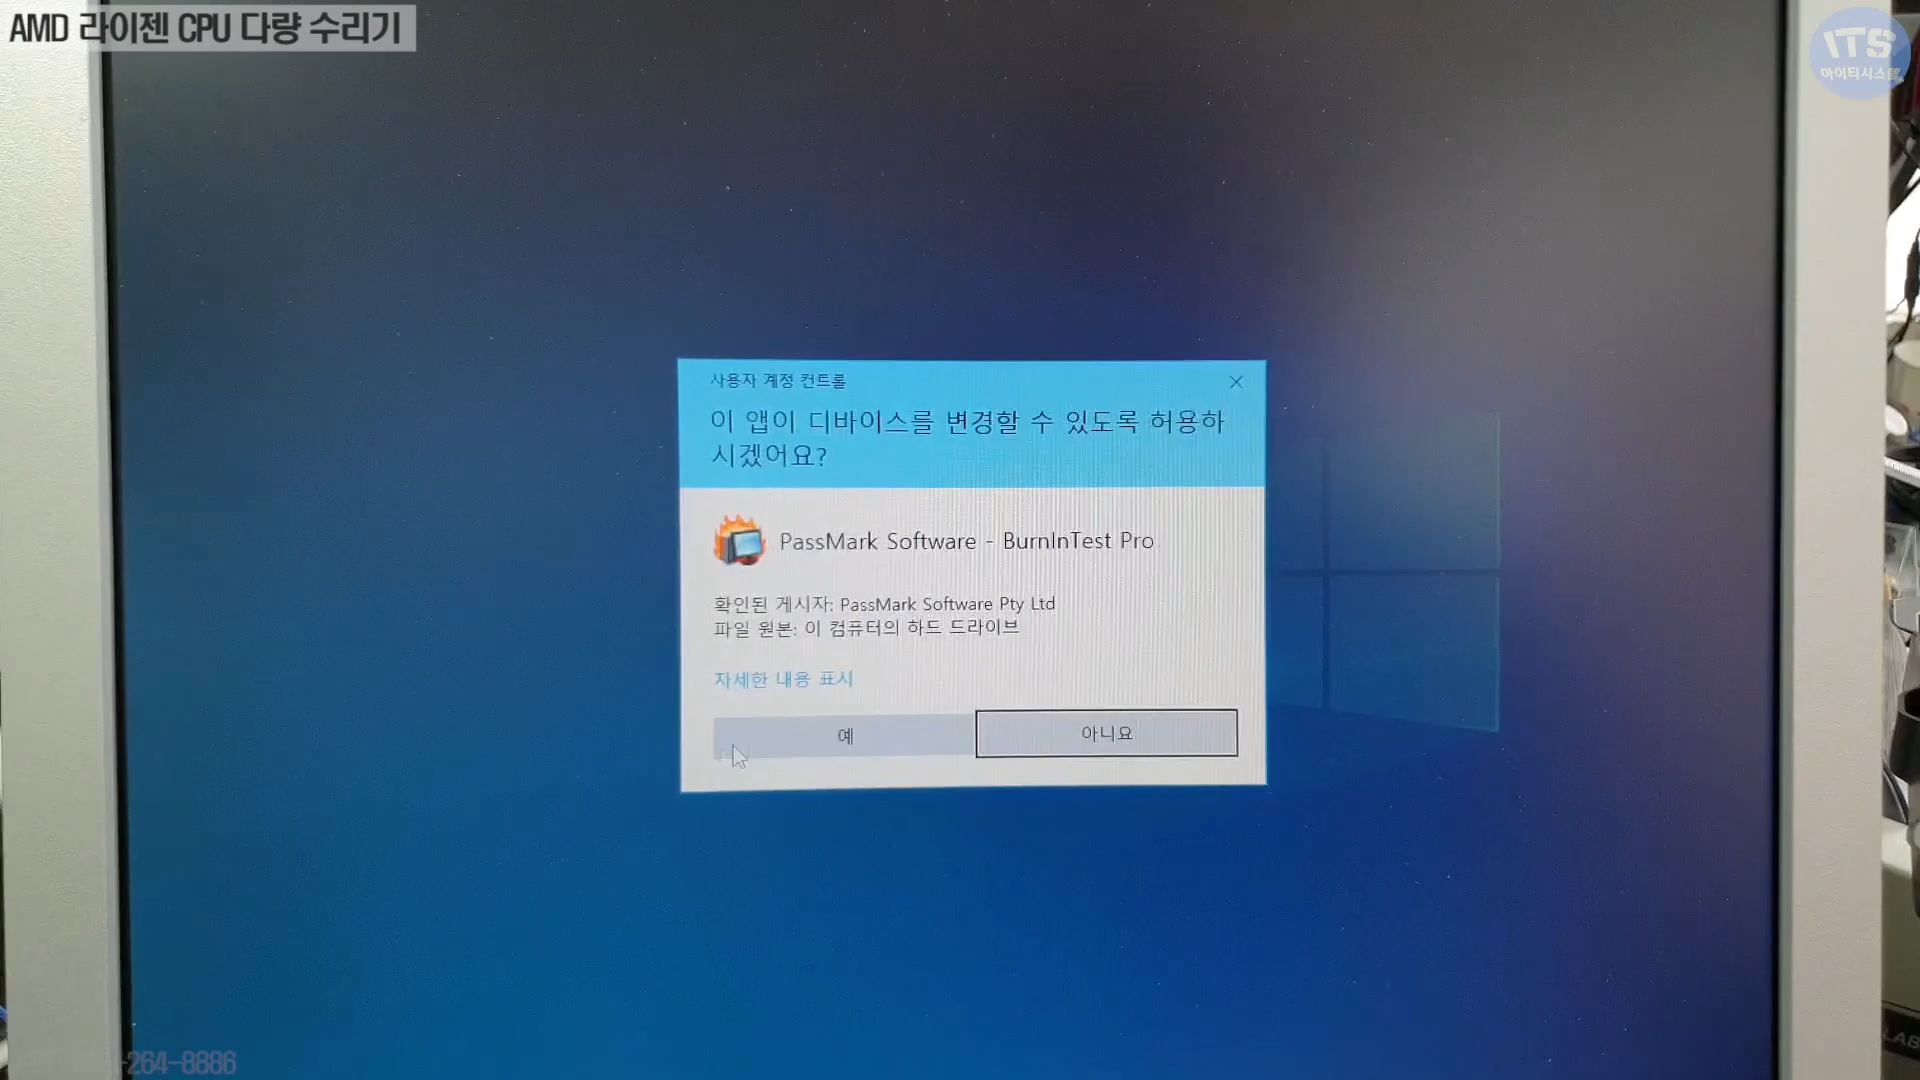 AMD 라이젠 CPU 다량 수리기
ITS
아이티시스템
사용자 계정 컨트롤
이 앱이 디바이스를 변경할 수 있도록 허용하
시겠어요?
PassMark Software - BurnInTest Pro
확인된 게시자: PassMark Software Pty Ltd
파일 원본: 이 컴퓨터의 하드 드라이브
자세한 내용 표시
예
아니요
-264-8886
LAB